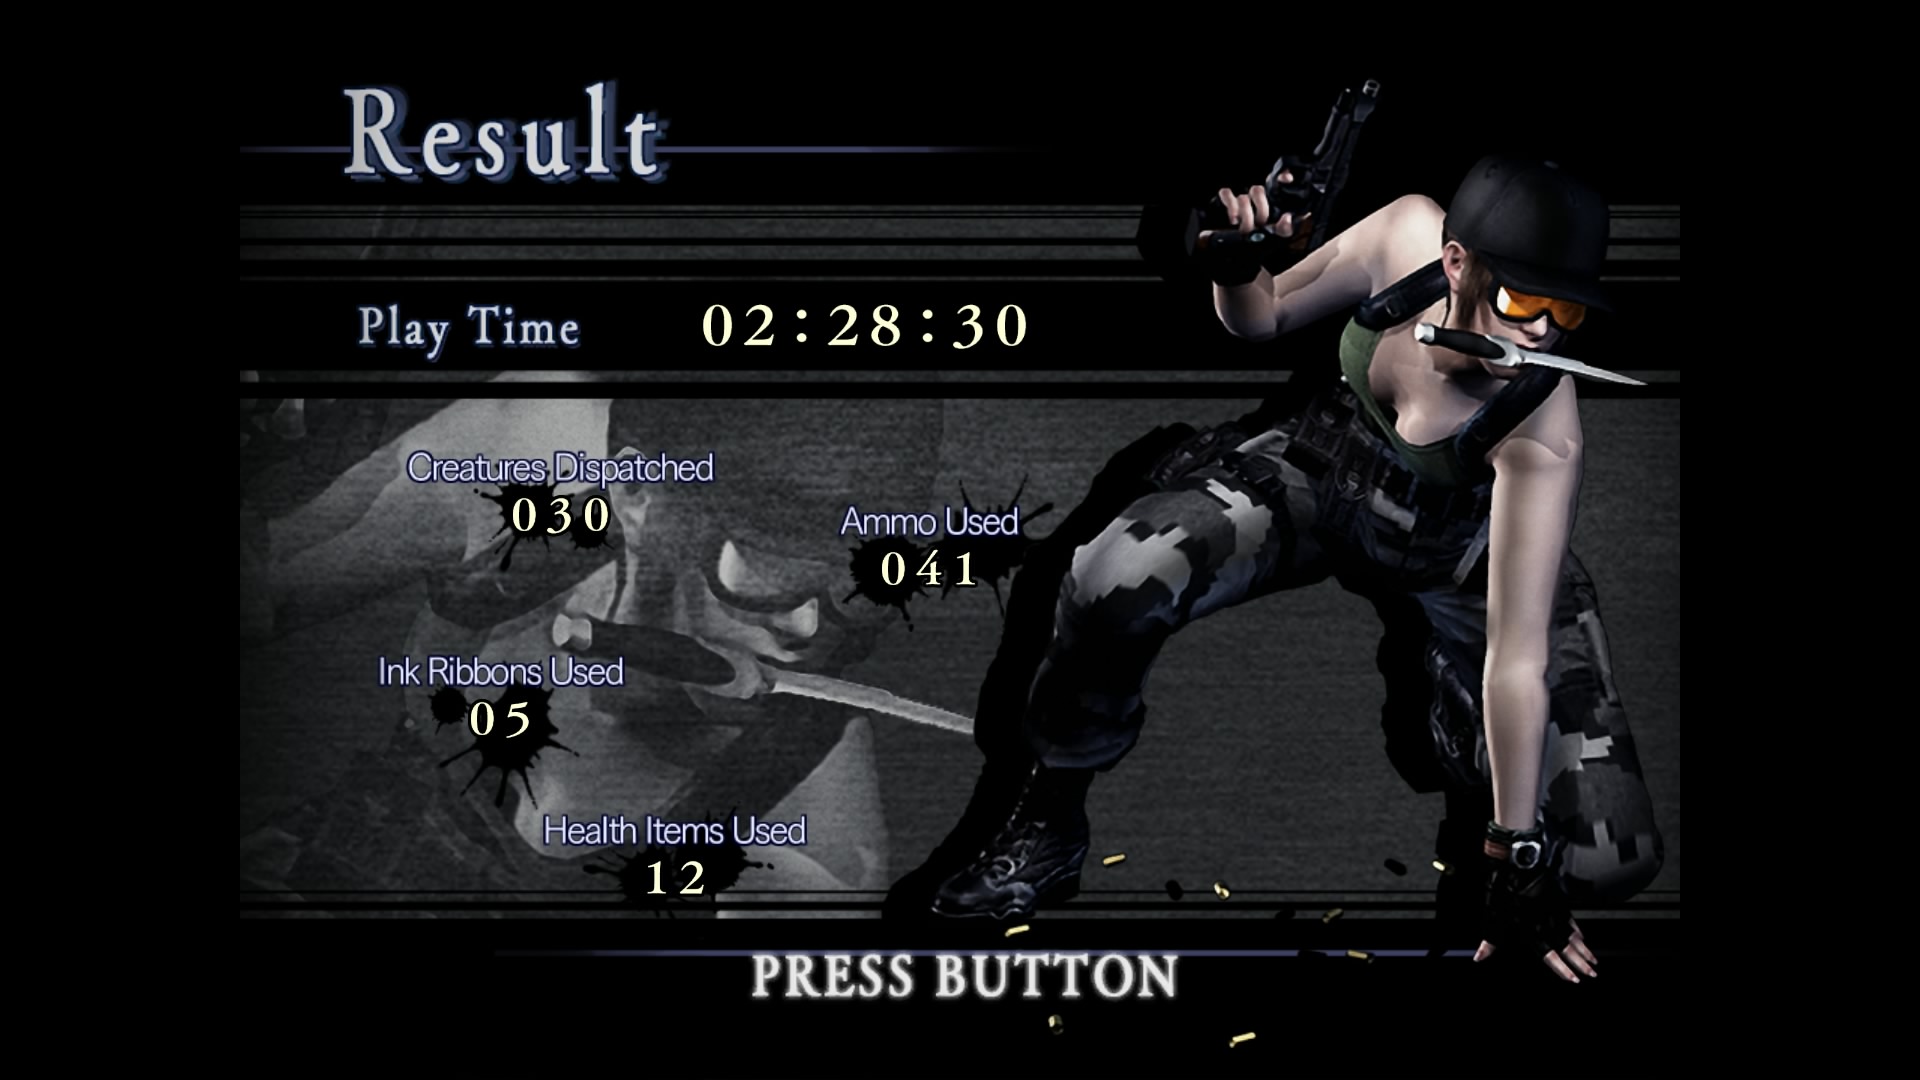 Result
Play Time 02:28:30
Creatures Dispatched
030
Ammo Used
041
Ink Ribbons Used
05
Health Items Used
12
PRESS BUTTON